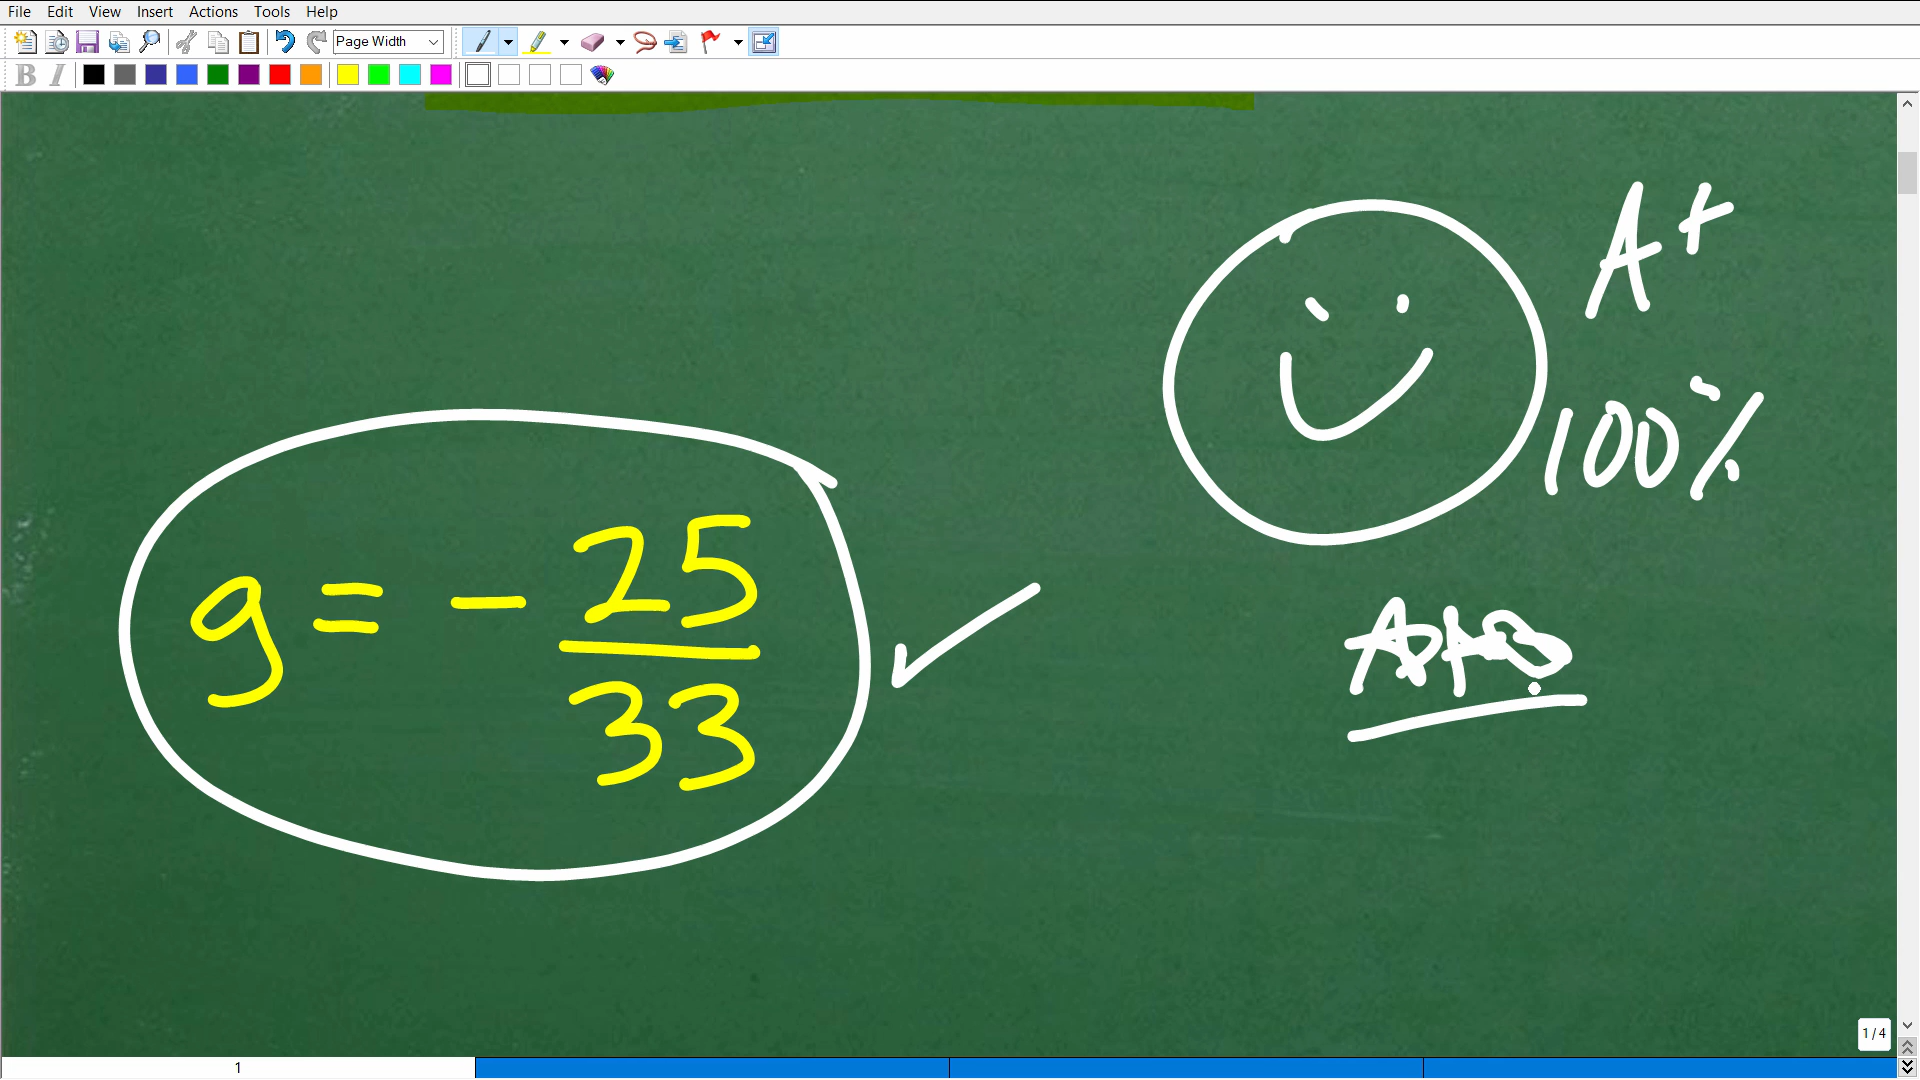 File Edit View Insert Actions Tools Help
Page Width
B I
A+
100%
g = - 25/33
1 / 4
1